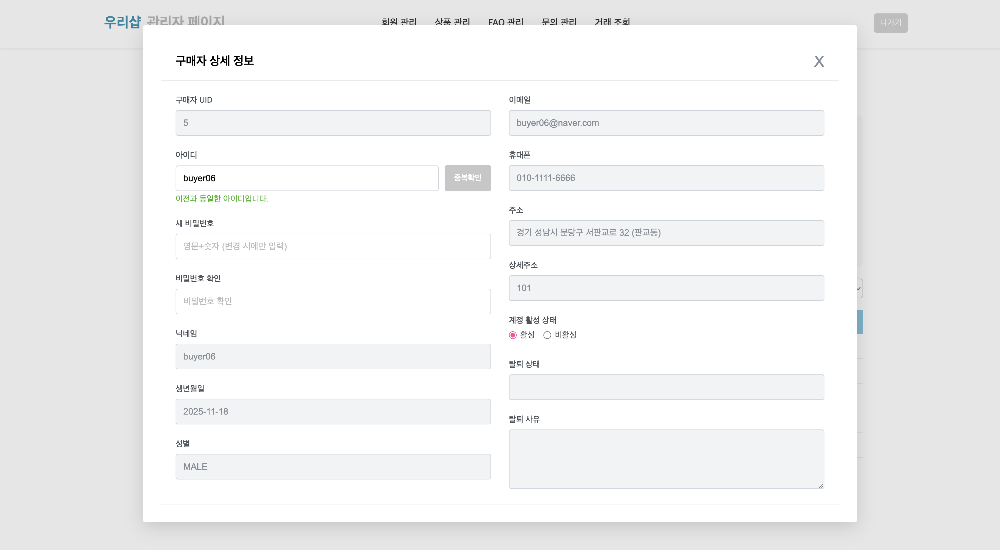 우리샵 관리자 페이지
회원 관리 상품 관리 FAQ 관리 문의 관리 거래 조회
나가기
구매자 상세 정보
X
구매자 UID
5
아이디
buyer06
중복확인
이전과 동일한 아이디입니다.
새 비밀번호
영문+숫자 (변경 시에만 입력)
비밀번호 확인
비밀번호 확인
닉네임
buyer06
생년월일
2025-11-18
성별
MALE
이메일
buyer06@naver.com
휴대폰
010-1111-6666
주소
경기 성남시 분당구 서판교로 32 (판교동)
상세주소
101
계정 활성 상태
활성 비활성
탈퇴 상태
탈퇴 사유